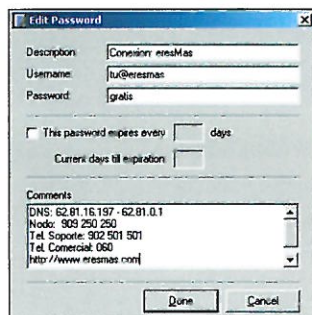 Edit Password
Description: Conexion: eresMas
Username: tu@eresmas
Password: gratis
This password expires every days
Current days till expiration:
Comments
DNS: 62.81.16.197 - 62.81.0.1
Nodo: 909 250 250
Tel. Soporte: 902 501 501
Tel. Comercial: 060
http://www.eresmas.com
Done Cancel